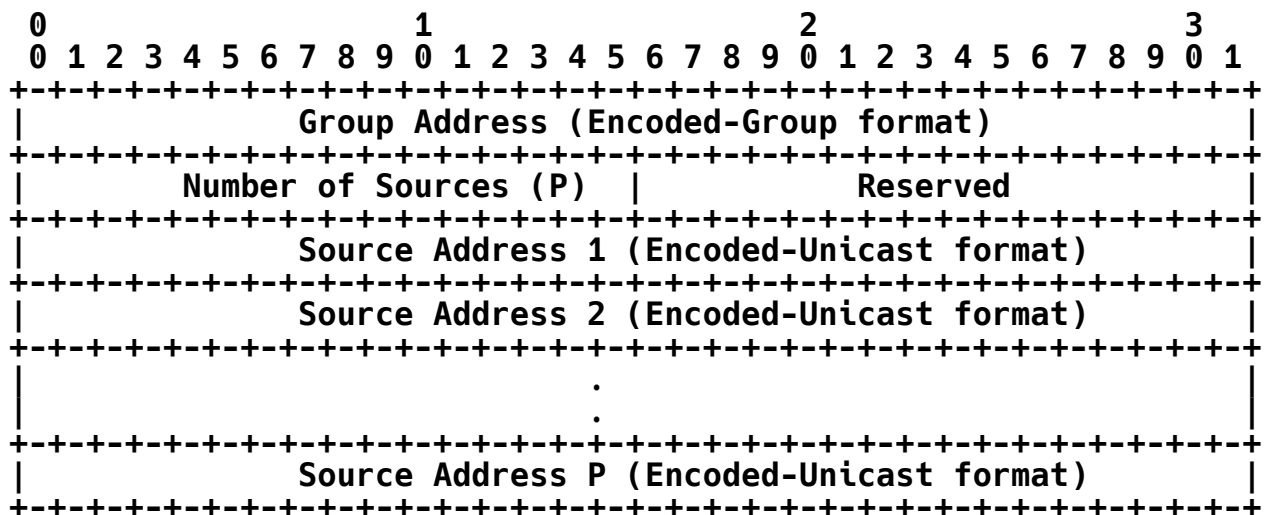 0                   1                   2                   3
0 1 2 3 4 5 6 7 8 9 0 1 2 3 4 5 6 7 8 9 0 1 2 3 4 5 6 7 8 9 0 1
+-+-+-+-+-+-+-+-+-+-+-+-+-+-+-+-+-+-+-+-+-+-+-+-+-+-+-+-+-+-+-+-+
|              Group Address (Encoded-Group format)             |
+-+-+-+-+-+-+-+-+-+-+-+-+-+-+-+-+-+-+-+-+-+-+-+-+-+-+-+-+-+-+-+-+
|        Number of Sources (P)  |           Reserved            |
+-+-+-+-+-+-+-+-+-+-+-+-+-+-+-+-+-+-+-+-+-+-+-+-+-+-+-+-+-+-+-+-+
|              Source Address 1 (Encoded-Unicast format)        |
+-+-+-+-+-+-+-+-+-+-+-+-+-+-+-+-+-+-+-+-+-+-+-+-+-+-+-+-+-+-+-+-+
|              Source Address 2 (Encoded-Unicast format)        |
+-+-+-+-+-+-+-+-+-+-+-+-+-+-+-+-+-+-+-+-+-+-+-+-+-+-+-+-+-+-+-+-+
|                             .                                 |
|                             .                                 |
+-+-+-+-+-+-+-+-+-+-+-+-+-+-+-+-+-+-+-+-+-+-+-+-+-+-+-+-+-+-+-+-+
|              Source Address P (Encoded-Unicast format)        |
+-+-+-+-+-+-+-+-+-+-+-+-+-+-+-+-+-+-+-+-+-+-+-+-+-+-+-+-+-+-+-+-+